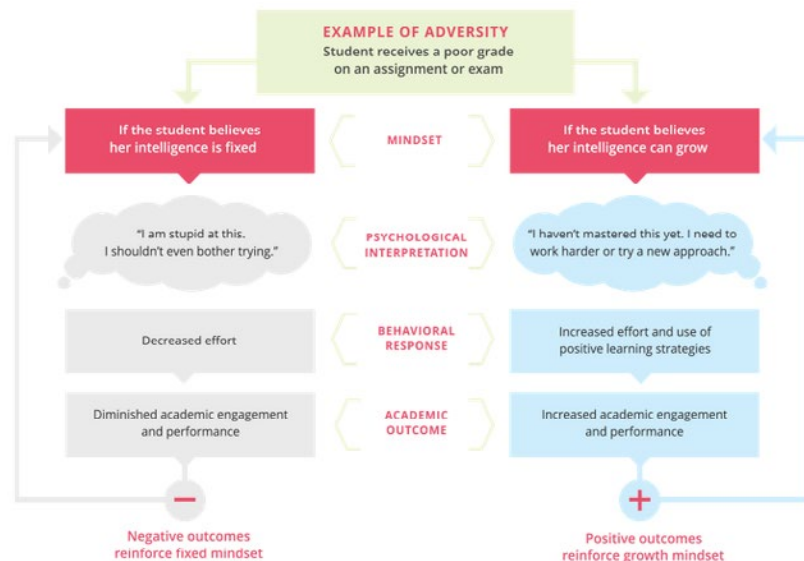 EXAMPLE OF ADVERSITY
Student receives a poor grade
on an assignment or exam
If the student believes
her intelligence is fixed
MINDSET
If the student believes
her intelligence can grow
“I am stupid at this.
I shouldn’t even bother trying.”
PSYCHOLOGICAL
INTERPRETATION
“I haven’t mastered this yet. I need to
work harder or try a new approach.”
Decreased effort
BEHAVIORAL
RESPONSE
Increased effort and use of
positive learning strategies
Diminished academic engagement
and performance
ACADEMIC
OUTCOME
Increased academic engagement
and performance
−
+
Negative outcomes
reinforce fixed mindset
Positive outcomes
reinforce growth mindset